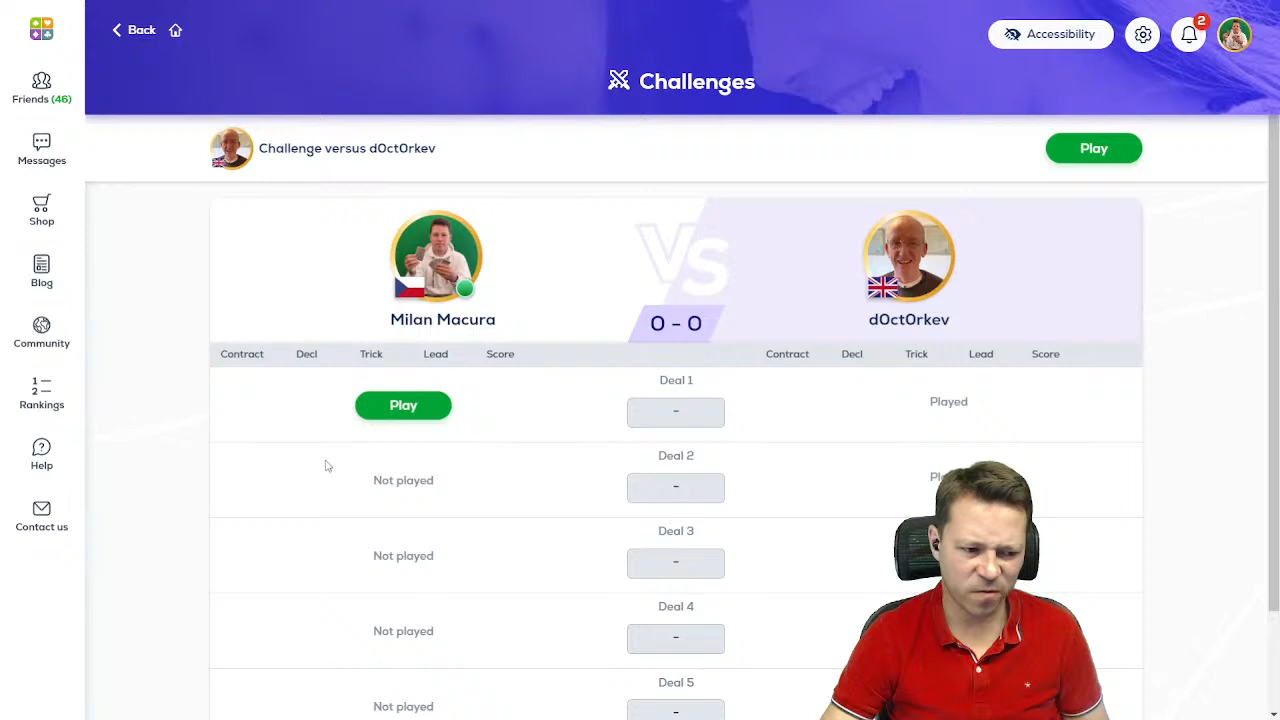 Back
Accessibility
2
Challenges
Friends (46)
Messages
Shop
Blog
Community
1
2
Rankings
Help
Contact us
Challenge versus d0ct0rkev
Play
VS
Milan Macura
0 - 0
d0ct0rkev
Contract Decl Trick Lead Score
Contract Decl Trick Lead Score
Deal 1
Play
-
Played
Deal 2
Not played
-
Deal 3
Not played
-
Deal 4
Not played
-
Deal 5
Not played
-